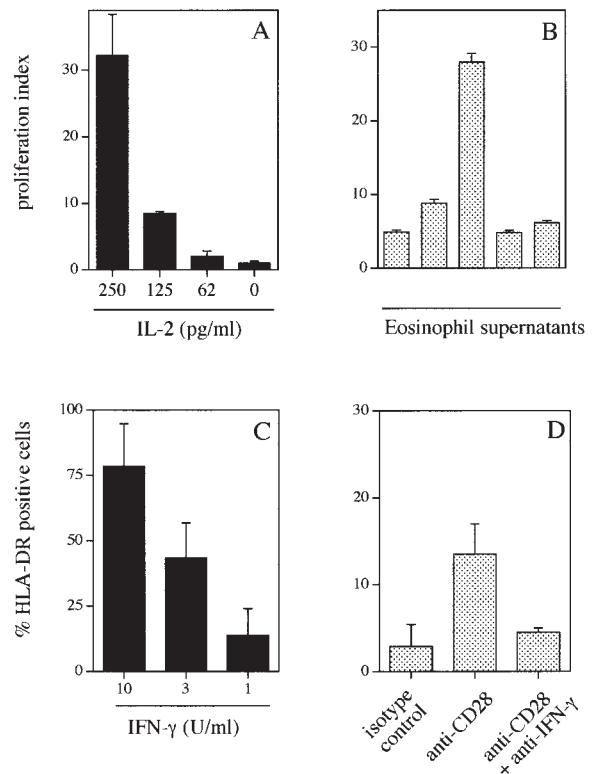 A
B
proliferation index
30
20
10
0
250 125 62 0
IL-2 (pg/ml)
30
20
10
0
Eosinophil supernatants
C
D
% HLA-DR positive cells
100
75
50
25
0
10 3 1
IFN-γ (U/ml)
30
20
10
0
isotype
control
anti-CD28
anti-CD28
+ anti-IFN-γ